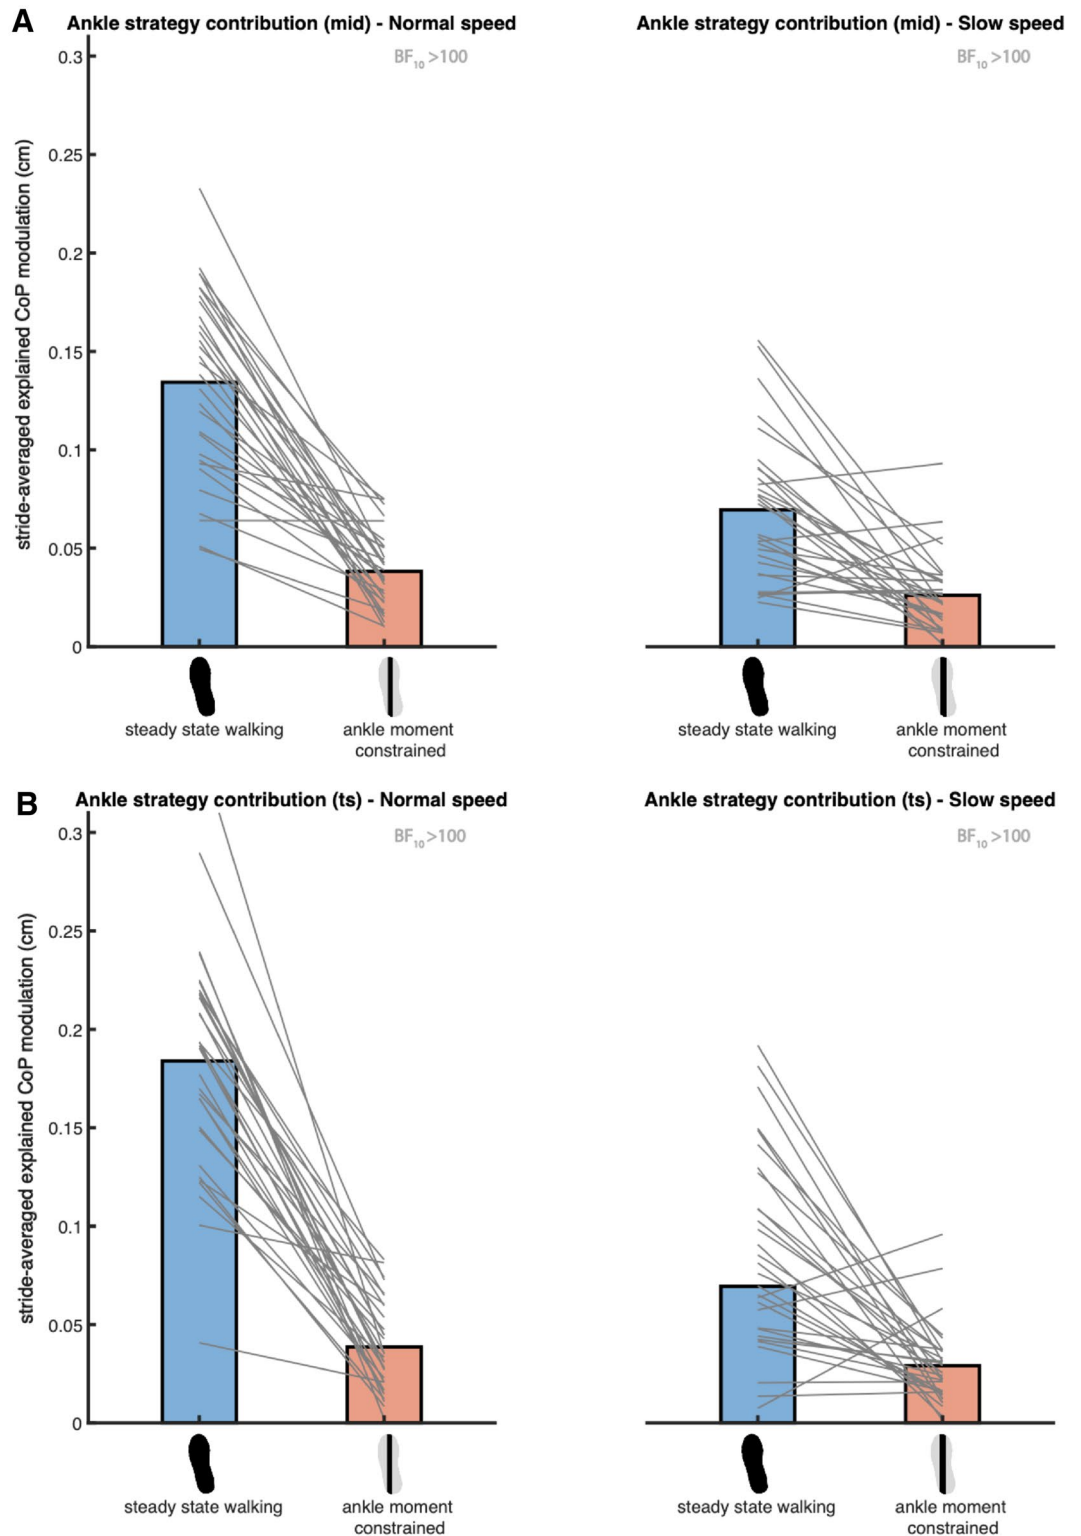 A
Ankle strategy contribution (mid) - Normal speed
Ankle strategy contribution (mid) - Slow speed
BF10 >100
BF10 >100
stride-averaged explained CoP modulation (cm)
0.3
0.25
0.2
0.15
0.1
0.05
0
steady state walking
ankle moment
constrained
steady state walking
ankle moment
constrained
B
Ankle strategy contribution (ts) - Normal speed
Ankle strategy contribution (ts) - Slow speed
BF10 >100
BF10 >100
stride-averaged explained CoP modulation (cm)
0.3
0.25
0.2
0.15
0.1
0.05
0
steady state walking
ankle moment
constrained
steady state walking
ankle moment
constrained